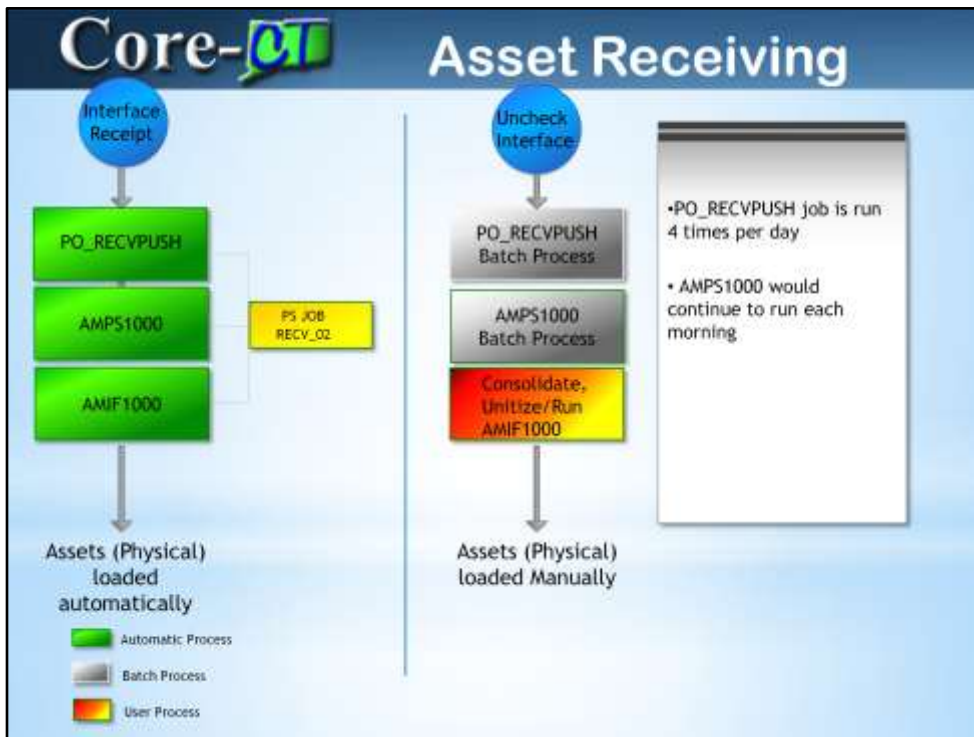 Core-CT
Asset Receiving
Interface
Receipt
PO_RECVPUSH
AMPS1000
AMIF1000
PS JOB
RECV_02
Assets (Physical)
loaded
automatically
Automatic Process
Batch Process
User Process
Uncheck
Interface
PO_RECVPUSH
Batch Process
AMPS1000
Batch Process
Consolidate,
Unitize/Run
AMIF1000
Assets (Physical)
loaded Manually
•PO_RECVPUSH job is run
4 times per day
• AMPS1000 would
continue to run each
morning